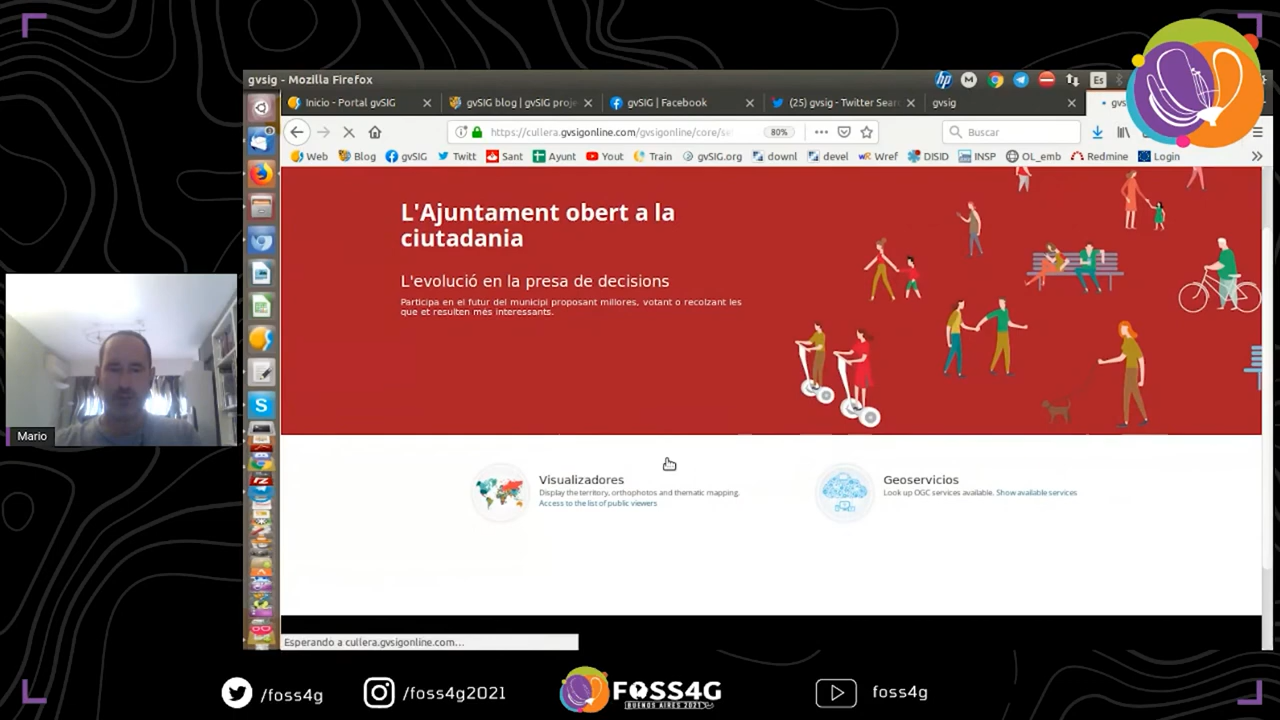 gvsig - Mozilla Firefox
Es
Inicio - Portal gvSIG
gvSIG blog | gvSIG proje
gvSIG | Facebook
(25) gvsig - Twitter Sear
gvsig
gvs
https://cullera.gvsigonline.com/gvsigonline/core/se
80%
Buscar
Web
Blog
gvSIG
Twitt
Sant
Ayunt
Yout
Train
gvSIG.org
downl
devel
Wref
DISID
INSP
OL_emb
Redmine
Login
L'Ajuntament obert a la
ciutadania
L'evolució en la presa de decisions
Participa en el futur del municipi proposant millores, votant o recolzant les
que et resulten més interessants.
Visualizadores
Display the territory, orthophotos and thematic mapping.
Access to the list of public viewers
Geoservicios
Look up OGC services available. Show available services
Mario
Esperando a cullera.gvsigonline.com...
/foss4g
/foss4g2021
FOSS4G
BUENOS AIRES 2021
foss4g